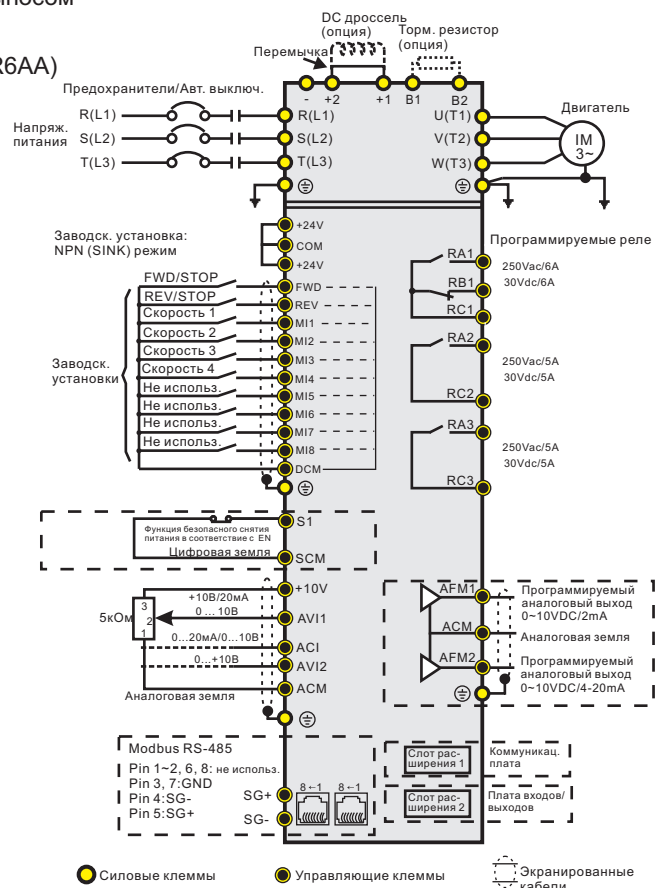 DC дроссель
(опция)
Торм. резистор
(опция)
Перемычка
6AA)
Предохранители/Авт. выключ.
- +2 +1 B1 B2
R(L1) R(L1) U(T1)
Двигатель
Напряж.
питания
S(L2) S(L2) V(T2)
IM
3~
T(L3) T(L3) W(T3)
Заводск. установка:
NPN (SINK) режим
+24V
COM
+24V
Программируемые реле
FWD/STOP FWD
REV/STOP REV
Скорость 1 MI1
Скорость 2 MI2
Скорость 3 MI3
Скорость 4 MI4
Не использ. MI5
Не использ. MI6
Не использ. MI7
Не использ. MI8
DCM
Заводск.
установки
RA1
RB1
RC1
250Vac/6A
30Vdc/6A
RA2
RC2
250Vac/5A
30Vdc/5A
RA3
RC3
250Vac/5A
30Vdc/5A
S1
Функция безопасного снятия
питания в соответствие с EN
Цифровая земля
SCM
+10В/20мА +10V
5кОм
3
2
1
0 ... 10В AVI1
0...20мА/0...10В ACI
0...+10В AVI2
Аналоговая земля ACM
AFM1
Программируемый
аналоговый выход
0~10VDC/2mA
ACM
Аналоговая земля
AFM2
Программируемый
аналоговый выход
0~10VDC/4-20mA
Modbus RS-485
Pin 1~2, 6, 8: не использ.
Pin 3, 7:GND
Pin 4:SG-
Pin 5:SG+
SG+
SG-
8←1 8←1
Слот рас-
ширения 1
Коммуникац.
плата
Слот рас-
ширения 2
Плата входов/
выходов
Силовые клеммы
Управляющие клеммы
Экранированные
кабели